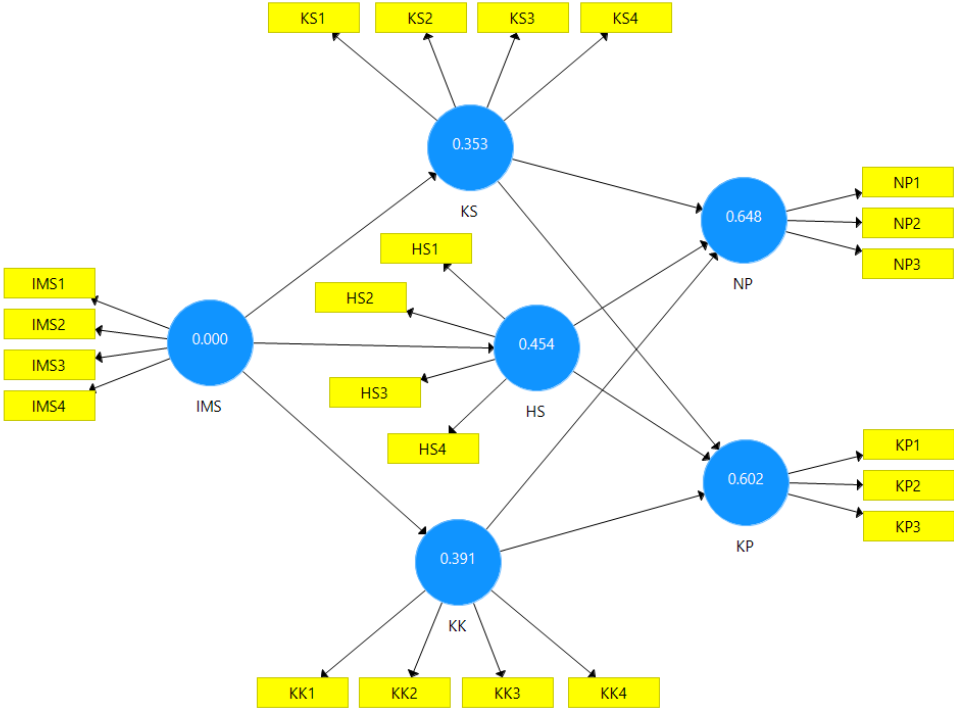 KS1
KS2
KS3
KS4
0.353
KS
NP1
NP2
NP3
0.648
NP
HS1
HS2
HS3
HS4
0.454
HS
IMS1
IMS2
IMS3
IMS4
0.000
IMS
KP1
KP2
KP3
0.602
KP
0.391
KK
KK1
KK2
KK3
KK4